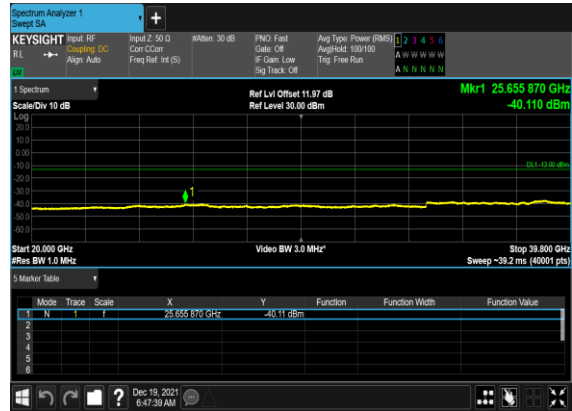 Spectrum Analyzer 1
Swept SA
+
KEYSIGHT Input: RF Input Z: 50 Ω #Atten: 30 dB PNO: Fast Avg Type: Power (RMS) 1 2 3 4 5 6
RL Coupling: DC Corr CCorr Gate: Off Avg|Hold: 100/100 A W W W W W
Align: Auto Freq Ref: Int (S) IF Gain: Low Trig: Free Run
Sig Track: Off A N N N N N
1 Spectrum Ref Lvl Offset 11.97 dB Mkr1 25.655 870 GHz
Scale/Div 10 dB Ref Level 30.00 dBm -40.110 dBm
Log
20.0
10.0
0.00
-10.0
DL1 -13.00 dBm
-20.0
-30.0
1
-40.0
-50.0
-60.0
Start 20.000 GHz Video BW 3.0 MHz* Stop 39.800 GHz
#Res BW 1.0 MHz Sweep ~39.2 ms (40001 pts)
5 Marker Table
Mode Trace Scale X Y Function Function Width Function Value
1 N 1 f 25.655 870 GHz -40.11 dBm
2
3
4
5
6
? Dec 19, 2021
6:47:39 AM